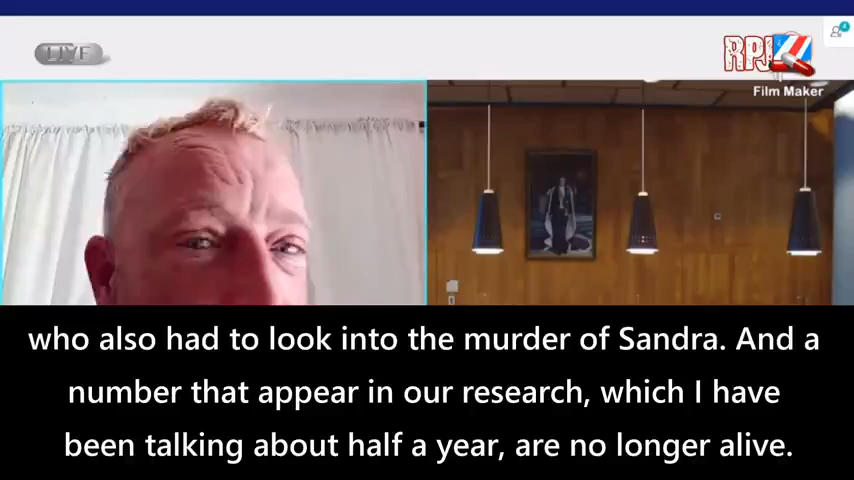 LIVE
RPJ
Film Maker
who also had to look into the murder of Sandra. And a
number that appear in our research, which I have
been talking about half a year, are no longer alive.